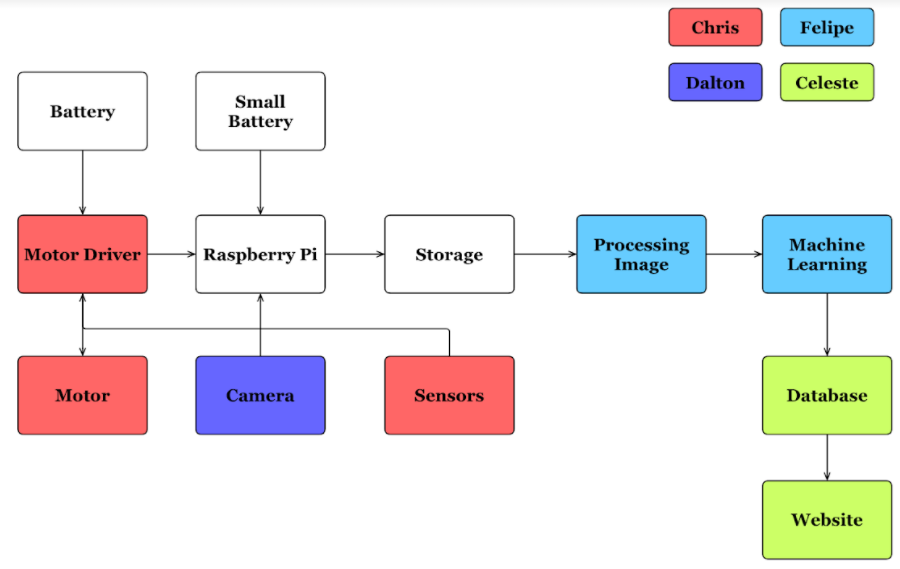 Chris
Felipe
Dalton
Celeste
Battery
Small
Battery
Motor Driver
Raspberry Pi
Storage
Processing
Image
Machine
Learning
Motor
Camera
Sensors
Database
Website